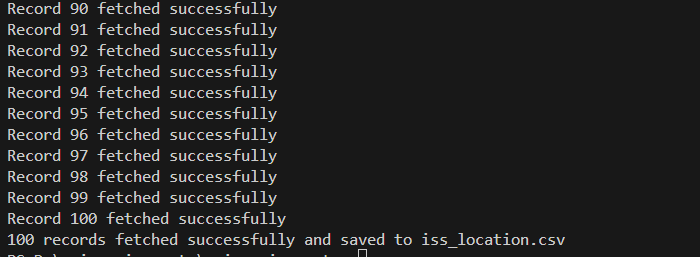 Record 90 fetched successfully
Record 91 fetched successfully
Record 92 fetched successfully
Record 93 fetched successfully
Record 94 fetched successfully
Record 95 fetched successfully
Record 96 fetched successfully
Record 97 fetched successfully
Record 98 fetched successfully
Record 99 fetched successfully
Record 100 fetched successfully
100 records fetched successfully and saved to iss_location.csv